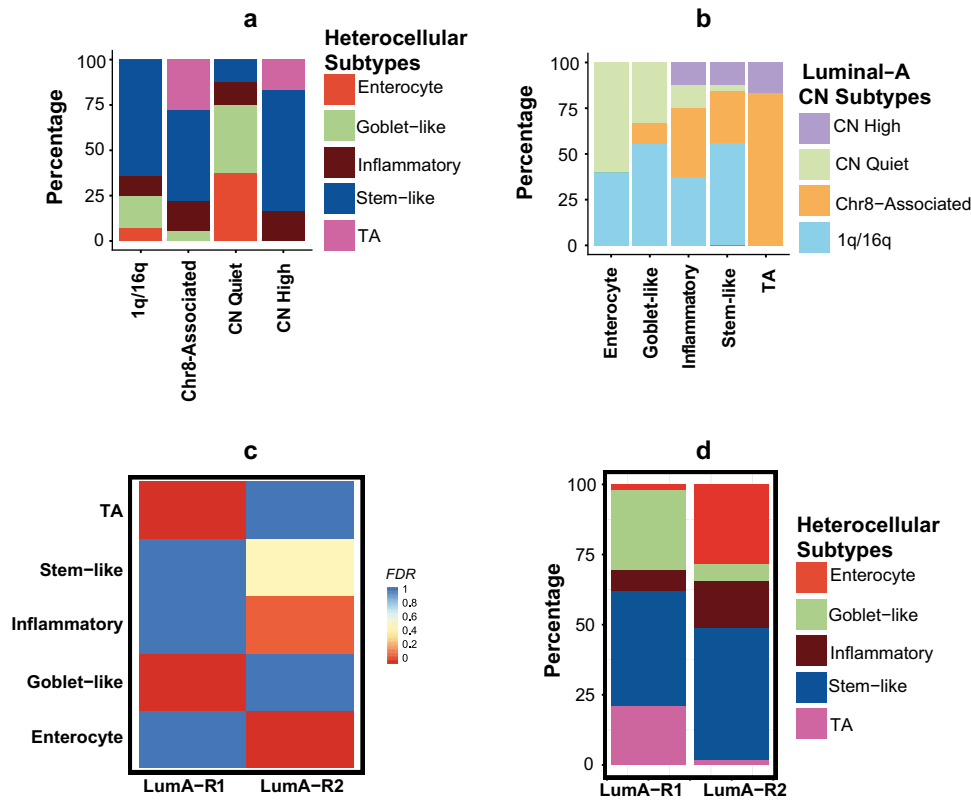 a
Percentage
100
75
50
25
0
1q/16q
Chr8-Associated
CN Quiet
CN High
Heterocellular
Subtypes
Enterocyte
Goblet-like
Inflammatory
Stem-like
TA
b
Percentage
100
75
50
25
0
Enterocyte
Goblet-like
Inflammatory
Stem-like
TA
Luminal-A
CN Subtypes
CN High
CN Quiet
Chr8-Associated
1q/16q
c
TA
Stem-like
Inflammatory
Goblet-like
Enterocyte
LumA-R1
LumA-R2
FDR
1
0.8
0.6
0.4
0.2
0
d
Percentage
100
75
50
25
0
LumA-R1
LumA-R2
Heterocellular
Subtypes
Enterocyte
Goblet-like
Inflammatory
Stem-like
TA